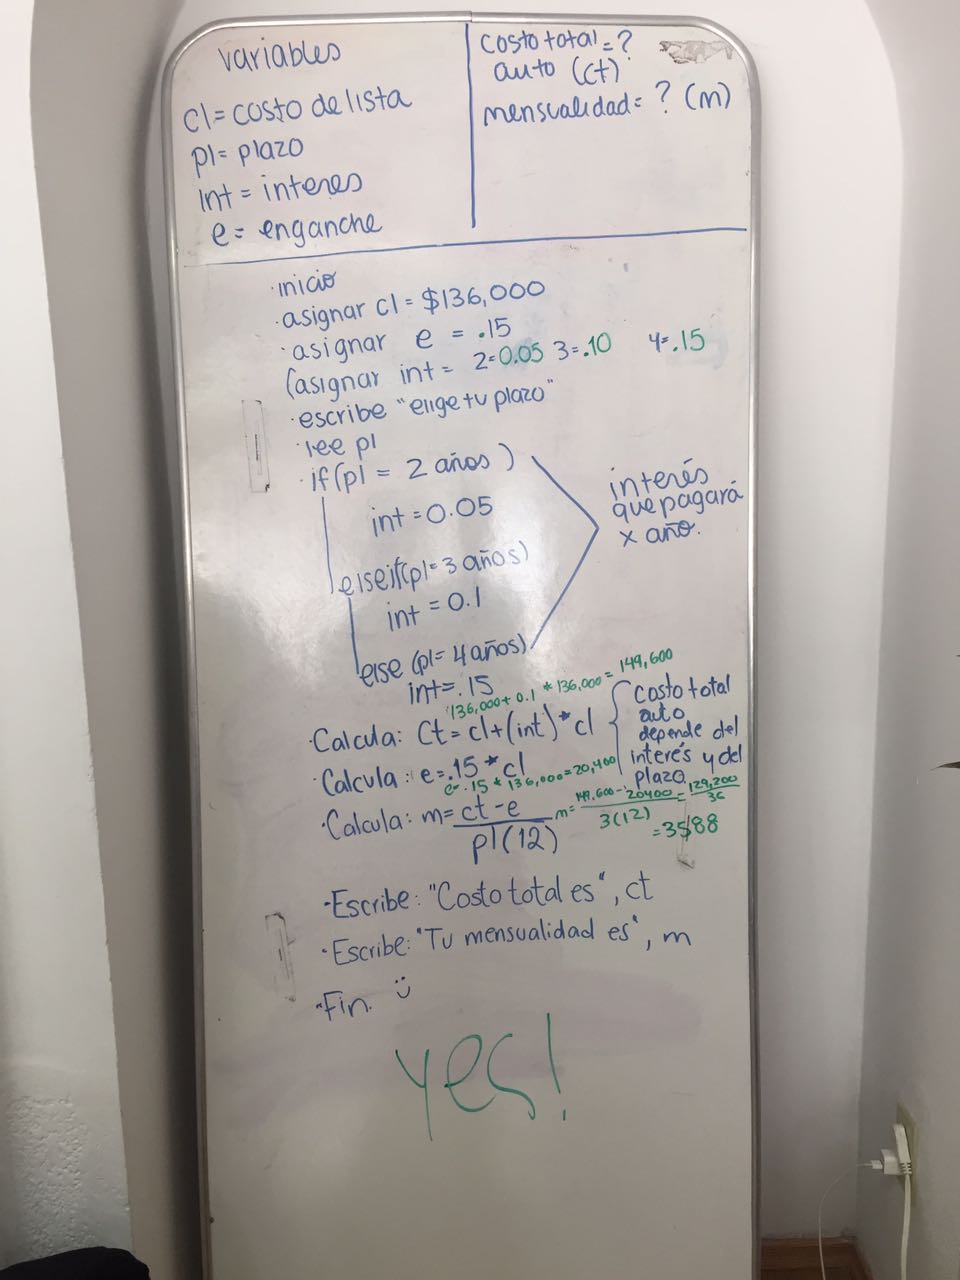 variables
cl= costo de lista
pl= plazo
Int = interes
e= enganche
costo total=?
auto (ct)
mensualidad= ? (m)
·inicio
·asignar cl = $136,000
·asignar e = .15
(asignar int = 2=0.05 3=.10 4=.15
·escribe "elige tu plazo"
·lee pl
·if(pl = 2 años )
int = 0.05
elseif(pl=3 años)
int = 0.1
else (pl= 4 años)
int=.15
interés
que pagará
x año.
136,000+ 0.1 * 136,000= 149,600
·Calcula: Ct= cl+(int)*cl
costo total
auto
depende del
interés y del
plazo
·Calcula: e=.15*cl
e=.15 * 136,000=20,400
·Calcula: m= ct-e
pl(12)
m= 149,600-20400 = 129,200
3(12) 36
=3588
·Escribe: "Costo total es", ct
·Escribe: "Tu mensualidad es", m
·Fin.
yes!